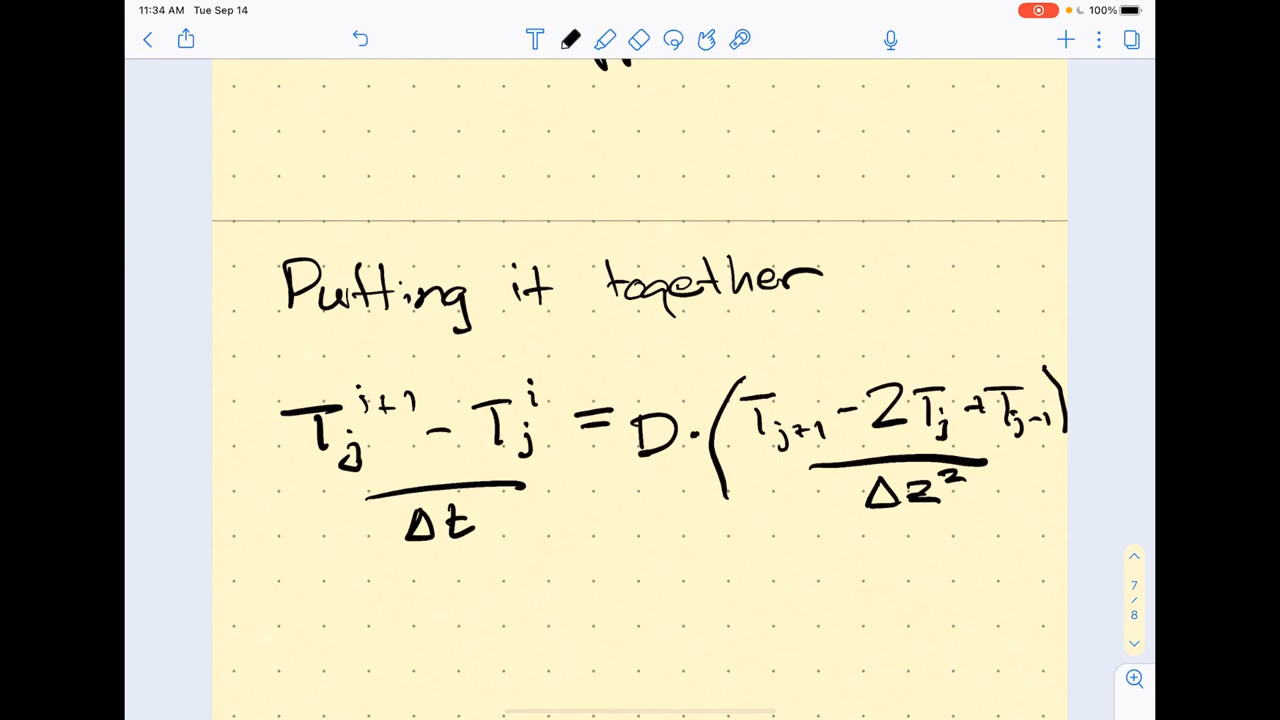 11:34 AM Tue Sep 14
100%
T
Putting it together
T_j^{i+1} - T_j^i = D · (T_{j+1} - 2T_j + T_{j-1})
Δt Δz²
7
/
8